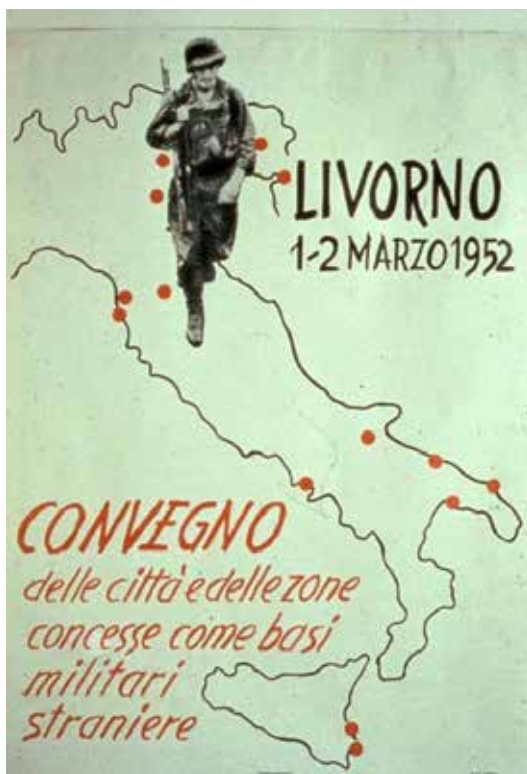 LIVORNO
1-2 MARZO 1952
CONVEGNO
delle città e delle zone
concesse come basi
militari
straniere